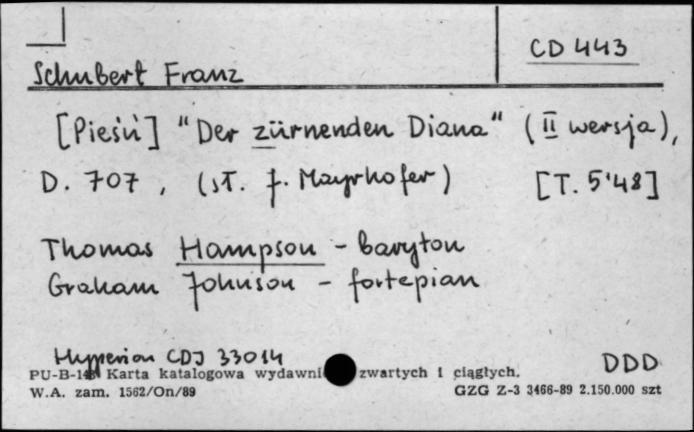 CD 443
Schubert Franz
[Pieśń] "Der zürnenden Diana" (II wersja),
D. 707, (sł. J. Mayrhofer) [T. 5'48]
Thomas Hampson - baryton
Graham Johnson - fortepian
Hyperion CDJ 33014 DDD
PU-B-143 Karta katalogowa wydawni zwartych i ciągłych.
W.A. zam. 1562/On/89 GZG Z-3 3466-89 2.150.000 szt